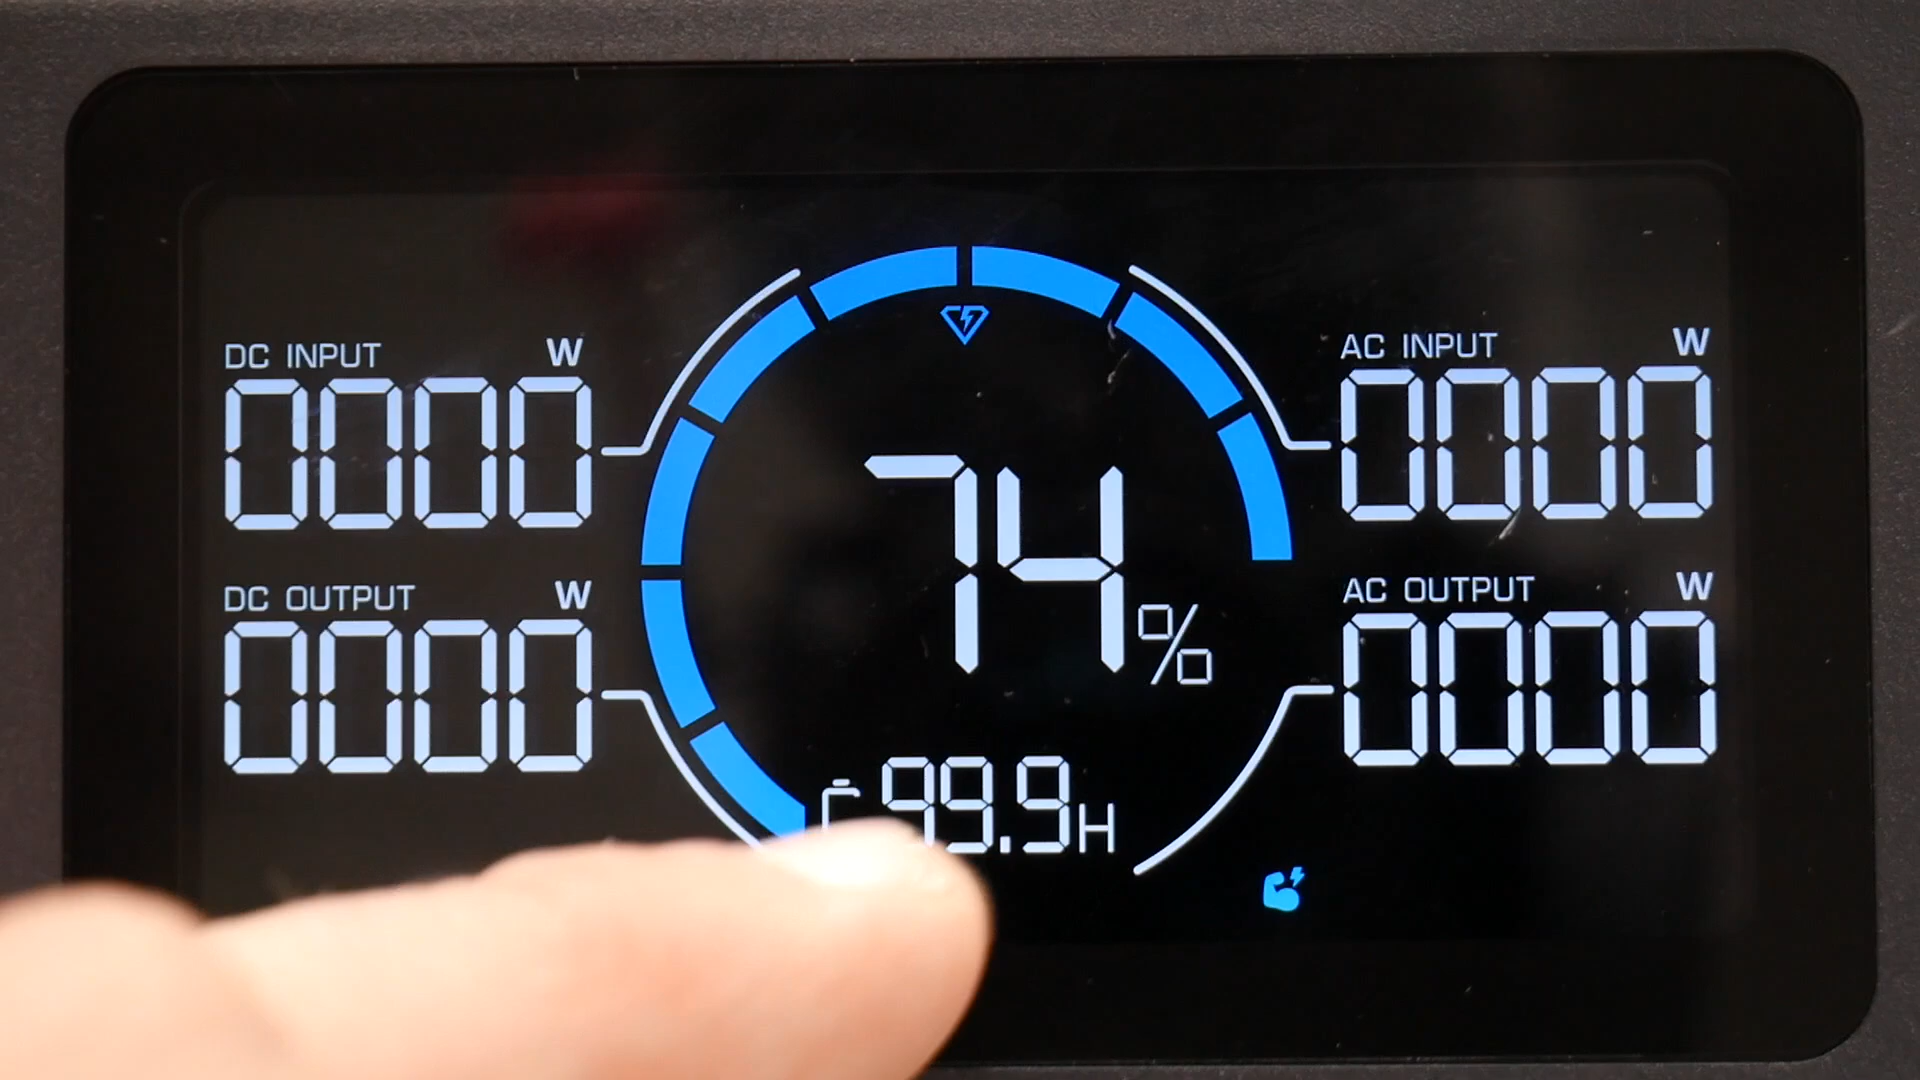 DC INPUT W
0000
DC OUTPUT W
0000
74%
99.9H
AC INPUT W
0000
AC OUTPUT W
0000